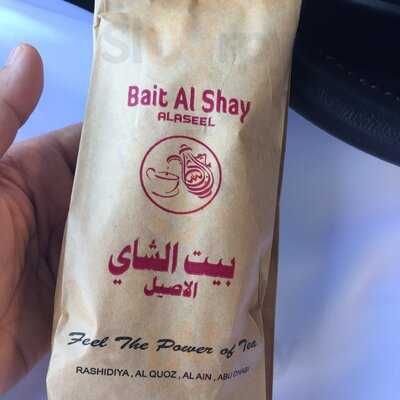 Bait Al Shay
ALASEEL
بيت الشاي
الاصيل
Feel The Power of Tea
RASHIDIYA, AL QUOZ, AL AIN, ABU DHABI